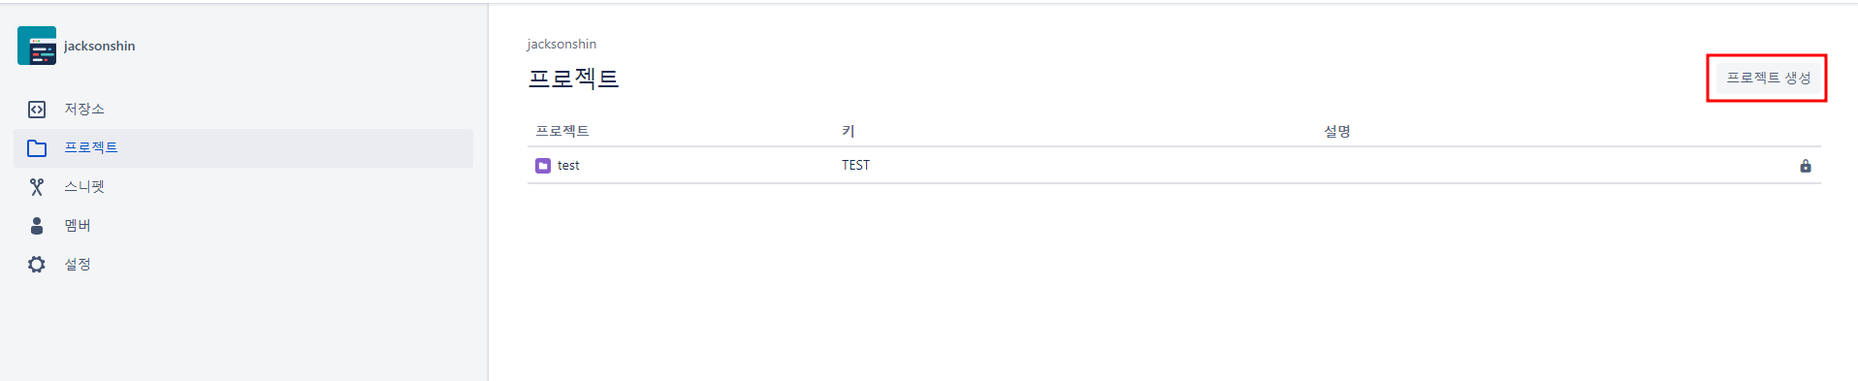 jacksonshin
저장소
프로젝트
스니펫
멤버
설정
jacksonshin
프로젝트
프로젝트 생성
프로젝트 키 설명
test TEST